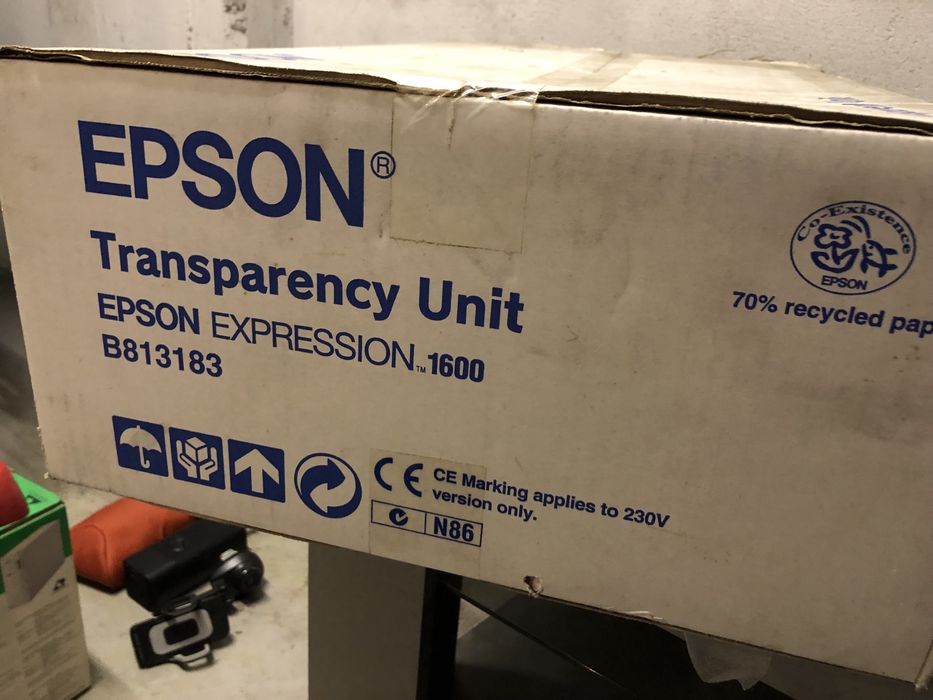 EPSON®
Transparency Unit
EPSON EXPRESSION™ 1600
B813183
Co-Existence
EPSON
70% recycled pap
CE CE Marking applies to 230V
version only.
N86